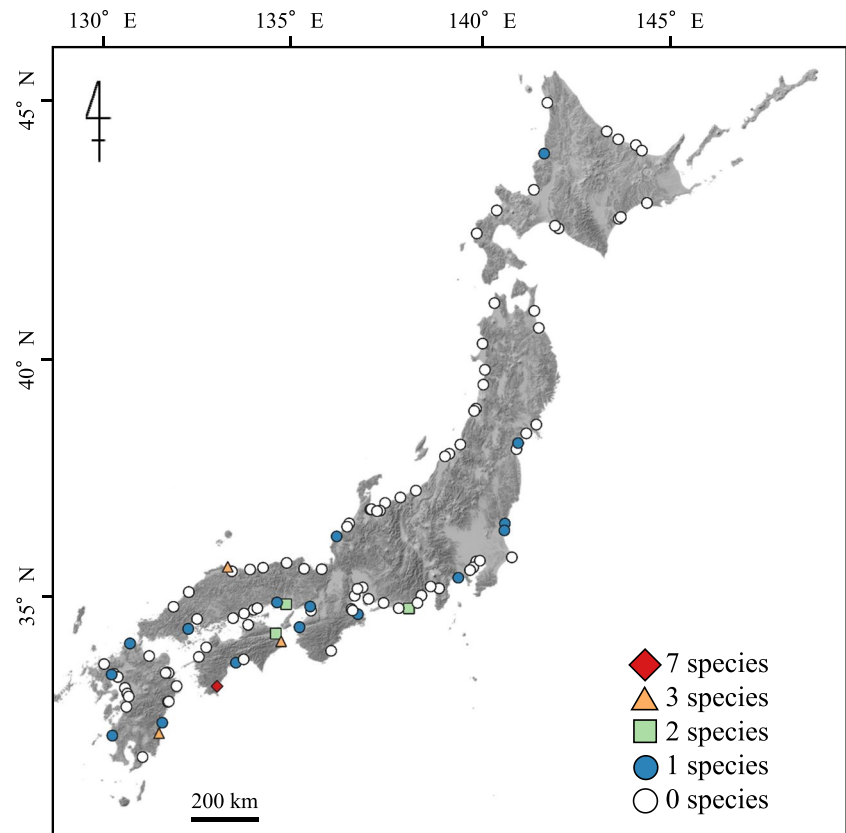 130° E 135° E 140° E 145° E
45° N
40° N
35° N
7 species
3 species
2 species
1 species
0 species
200 km